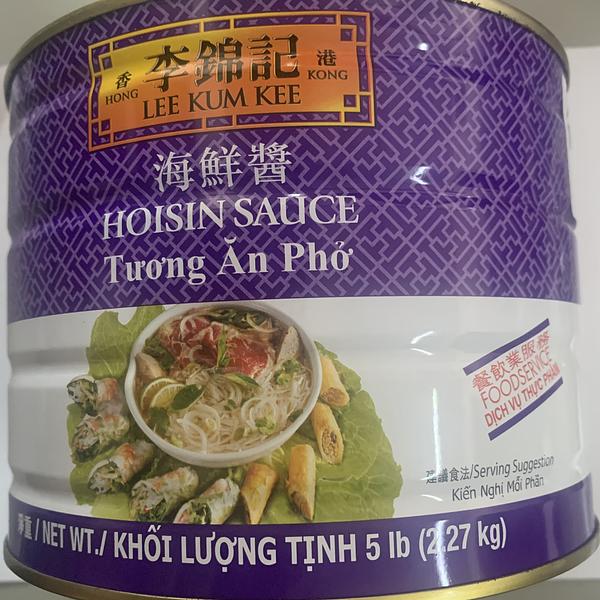 香 李錦記 港
HONG KONG
LEE KUM KEE
海鮮醬
HOISIN SAUCE
Tương Ăn Phở
餐飲業服務
FOODSERVICE
DỊCH VỤ THỰC PHẨM
建議食法/Serving Suggestion
Kiến Nghị Mỗi Phần
淨重 / NET WT./ KHỐI LƯỢNG TỊNH 5 lb (2.27 kg)